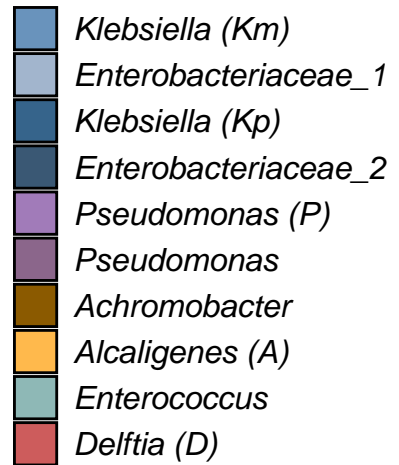 Klebsiella (Km)
Enterobacteriaceae_1
Klebsiella (Kp)
Enterobacteriaceae_2
Pseudomonas (P)
Pseudomonas
Achromobacter
Alcaligenes (A)
Enterococcus
Delftia (D)